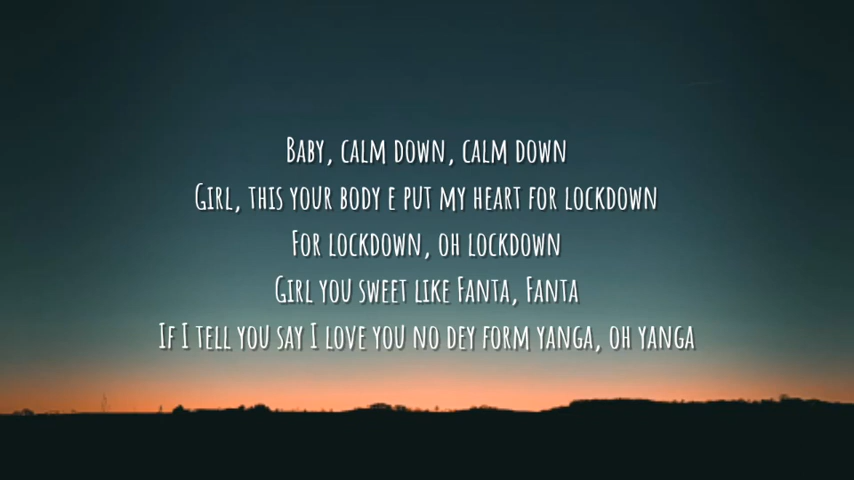 Baby, calm down, calm down
Girl, this your body e put my heart for lockdown
For lockdown, oh lockdown
Girl you sweet like Fanta, Fanta
If I tell you say I love you no dey form yanga, oh yanga